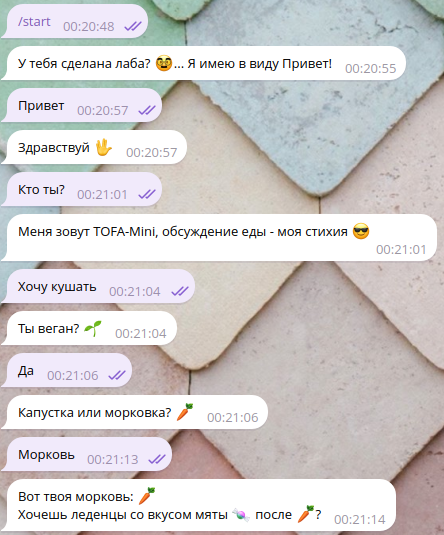 /start 00:20:48
У тебя сделана лаба? 🥸... Я имею в виду Привет! 00:20:55
Привет 00:20:57
Здравствуй 🖖 00:20:57
Кто ты? 00:21:01
Меня зовут TOFA-Mini, обсуждение еды - моя стихия 😎
00:21:01
Хочу кушать 00:21:04
Ты веган? 🌱 00:21:04
Да 00:21:06
Капустка или морковка? 🥕 00:21:06
Морковь 00:21:13
Вот твоя морковь: 🥕
Хочешь леденцы со вкусом мяты 🍬 после 🥕? 00:21:14